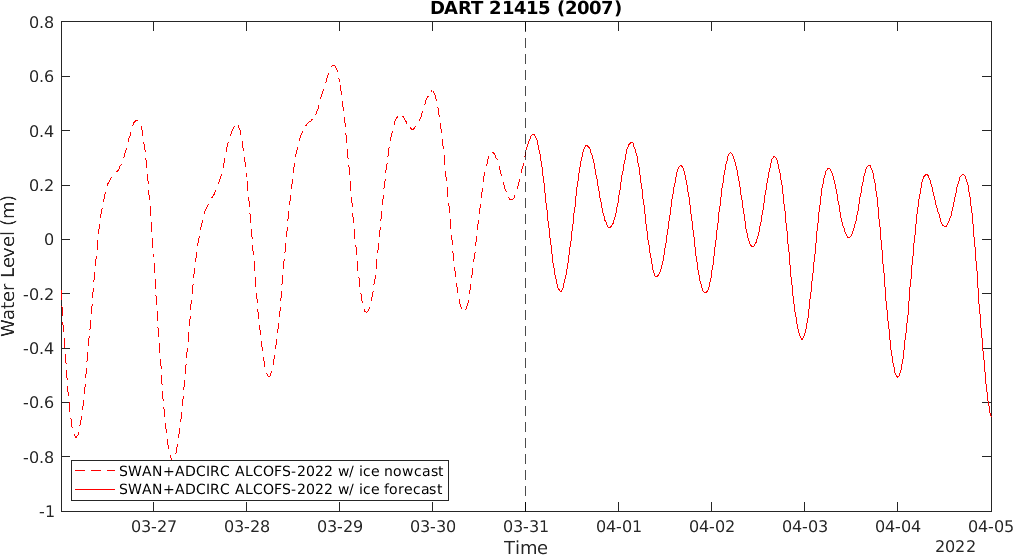 DART 21415 (2007)
0.8
0.6
0.4
0.2
0
-0.2
-0.4
-0.6
-0.8
-1
Water Level (m)
SWAN+ADCIRC ALCOFS-2022 w/ ice nowcast
SWAN+ADCIRC ALCOFS-2022 w/ ice forecast
03-27 03-28 03-29 03-30 03-31 04-01 04-02 04-03 04-04 04-05
Time
2022